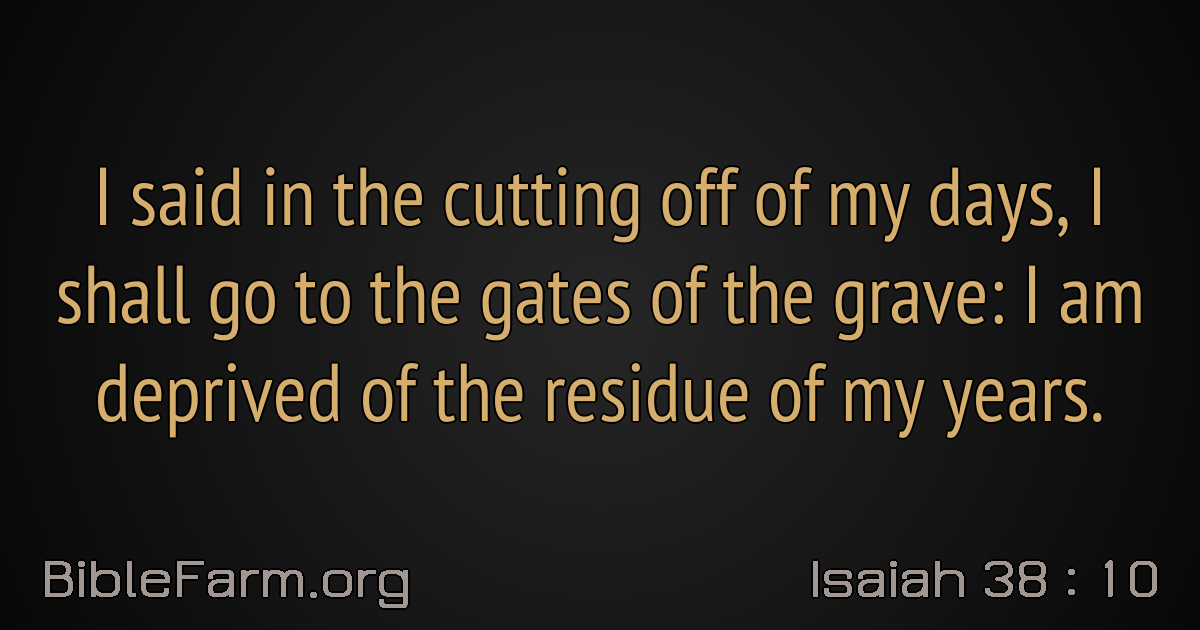 I said in the cutting off of my days, I
shall go to the gates of the grave: I am
deprived of the residue of my years.
BibleFarm.org
Isaiah 38 : 10